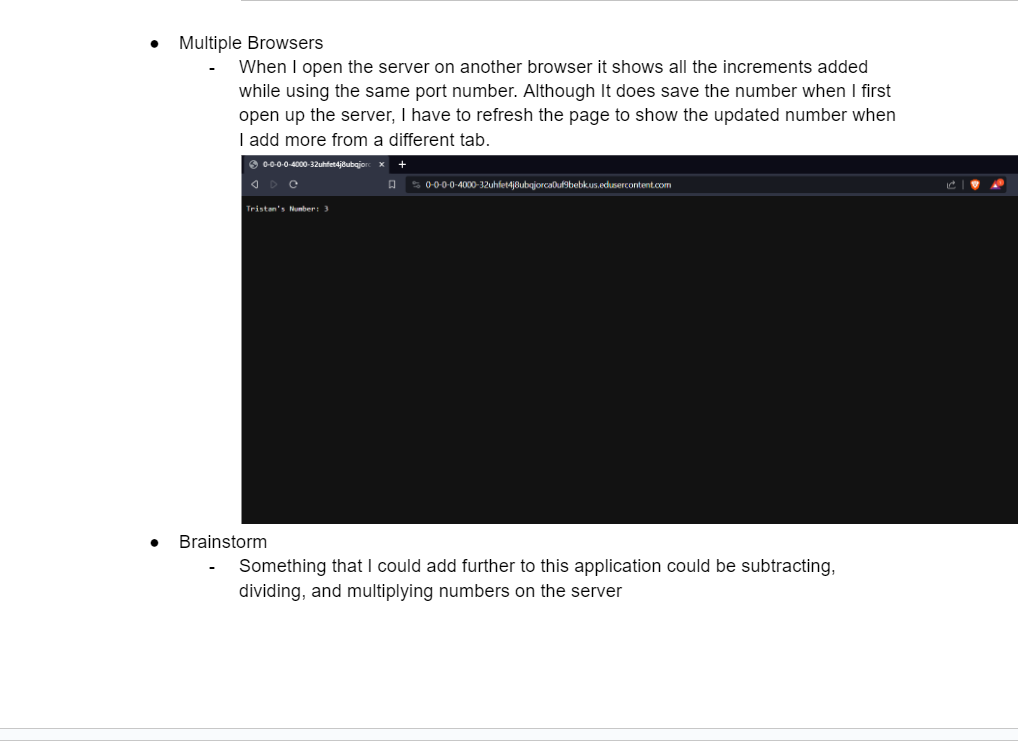 ● Multiple Browsers
- When I open the server on another browser it shows all the increments added
while using the same port number. Although It does save the number when I first
open up the server, I have to refresh the page to show the updated number when
I add more from a different tab.
0-0-0-0-4000-32uhfet4j8ubqjorc
0-0-0-0-4000-32uhfet4j8ubqjorca0uf9bebk.us.edusercontent.com
Tristan's Number: 3
● Brainstorm
- Something that I could add further to this application could be subtracting,
dividing, and multiplying numbers on the server